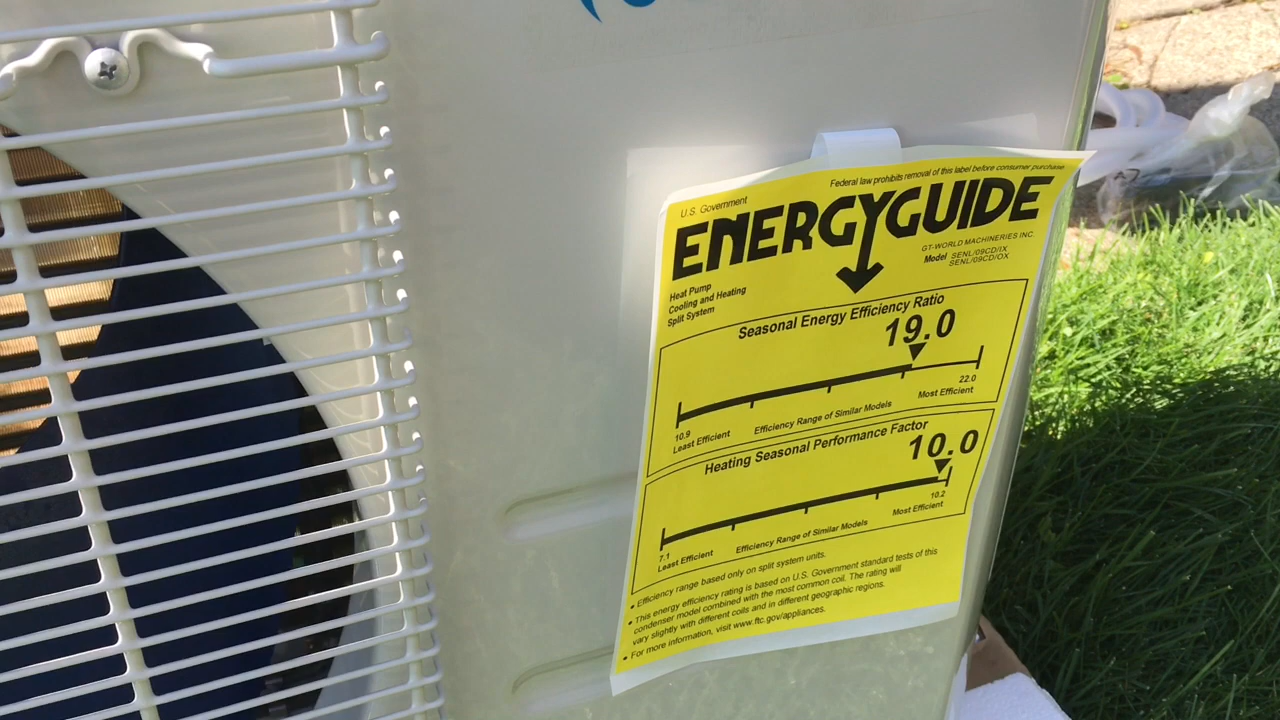 Federal law prohibits removal of this label before consumer purchase.
U.S. Government
ENERGYGUIDE
GT-WORLD MACHINERIES INC.
Model SENL/09CD/IX
SENL/09CD/OX
Heat Pump
Cooling and Heating
Split System
Seasonal Energy Efficiency Ratio
19.0
10.9
22.0
Least Efficient
Efficiency Range of Similar Models
Most Efficient
Heating Seasonal Performance Factor
10.0
7.1
10.2
Least Efficient
Efficiency Range of Similar Models
Most Efficient
• Efficiency range based only on split system units.
• This energy efficiency rating is based on U.S. Government standard tests of this
condenser model combined with the most common coil. The rating will
vary slightly with different coils and in different geographic regions.
• For more information, visit www.ftc.gov/appliances.